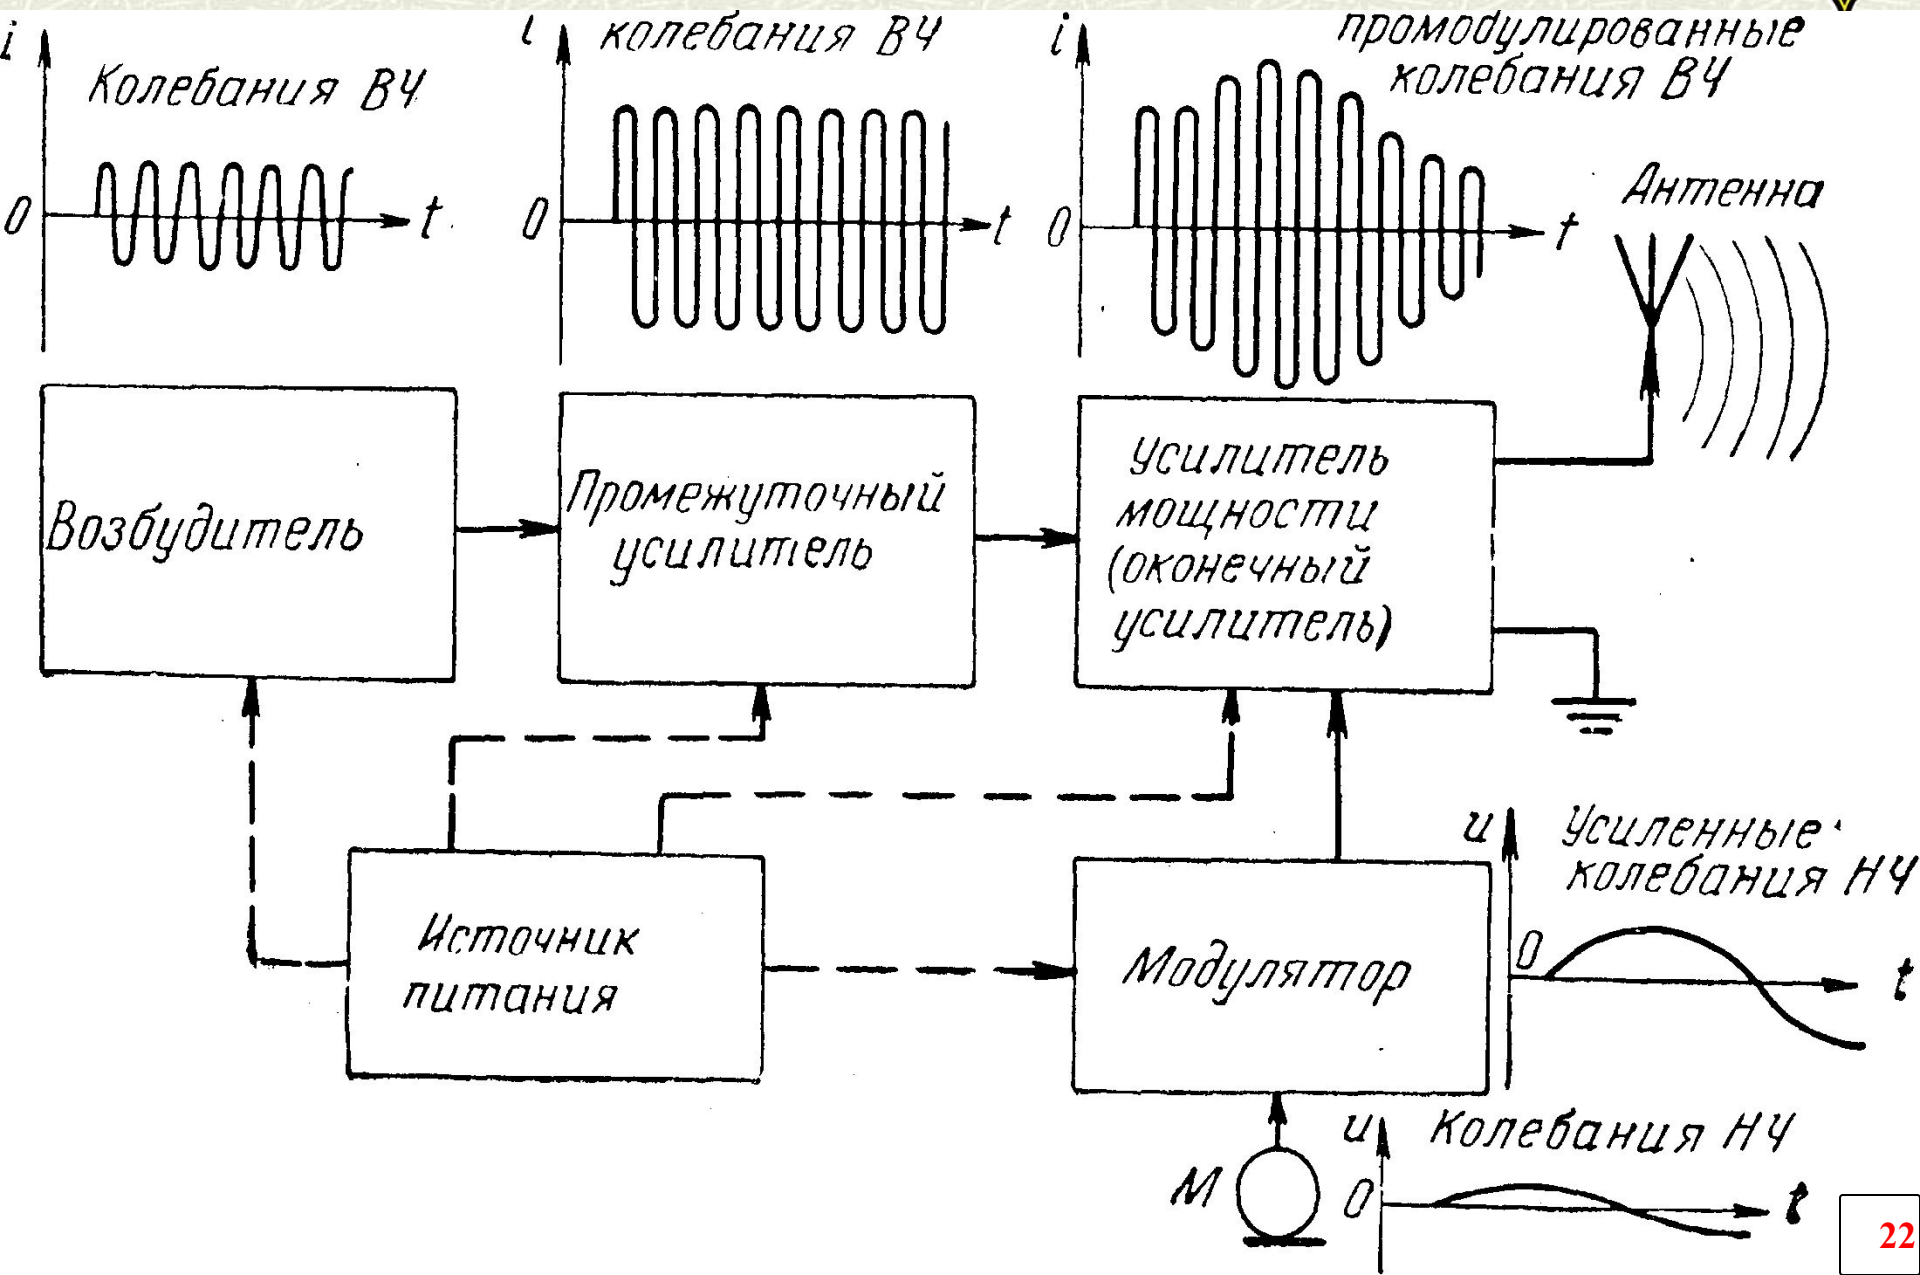 i
Колебания ВЧ
0
t
i
колебания ВЧ
0
t
i
промодулированные
колебания ВЧ
0
t
Антенна
Возбудитель
Промежуточный
усилитель
Усилитель
мощности
(оконечный
усилитель)
Источник
питания
Модулятор
u
Усиленные
колебания НЧ
0
t
М
u
Колебания НЧ
0
t
22